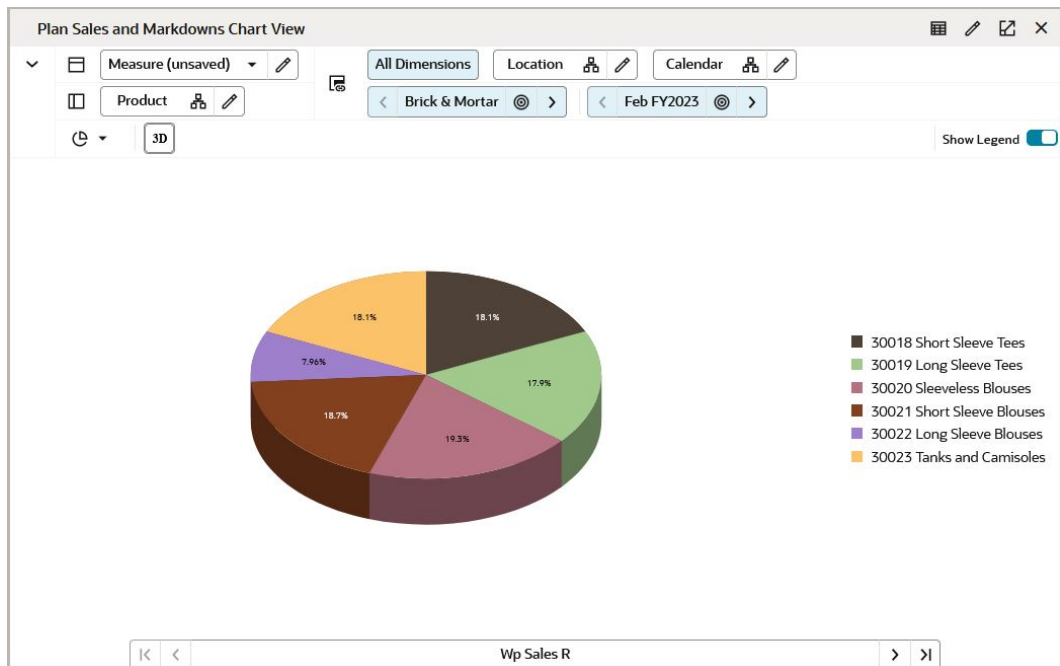 Plan Sales and Markdowns Chart View
Measure (unsaved)
All Dimensions
Location
Calendar
Product
Brick & Mortar
Feb FY2023
3D
Show Legend
18.1%
18.1%
7.96%
17.9%
18.7%
19.3%
30018 Short Sleeve Tees
30019 Long Sleeve Tees
30020 Sleeveless Blouses
30021 Short Sleeve Blouses
30022 Long Sleeve Blouses
30023 Tanks and Camisoles
Wp Sales R